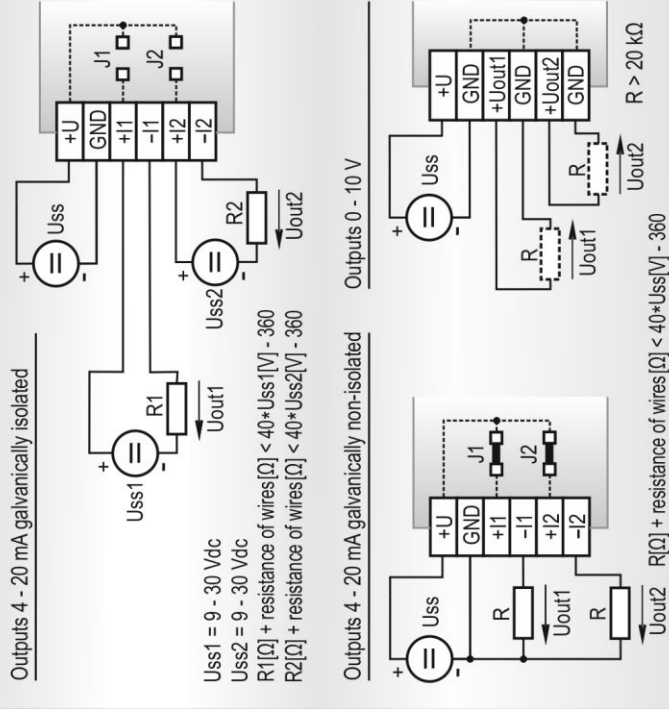 Outputs 4 - 20 mA galvanically isolated
Uss
+
-
J1
J2
+U
GND
+I1
−I1
+I2
−I2
Uss1
+
-
R1
Uout1
Uss2
+
-
R2
Uout2
Uss1 = 9 - 30 Vdc
Uss2 = 9 - 30 Vdc
R1[Ω] + resistance of wires[Ω] < 40*Uss1[V] - 360
R2[Ω] + resistance of wires[Ω] < 40*Uss2[V] - 360
Outputs 4 - 20 mA galvanically non-isolated
Uss
+
-
J1
J2
+U
GND
+I1
−I1
+I2
−I2
R
Uout1
R
Uout2
R[Ω] + resistance of wires[Ω] < 40*Uss[V] - 360
Outputs 0 - 10 V
Uss
+
-
+U
GND
+Uout1
GND
+Uout2
GND
R
Uout1
R
Uout2
R > 20 kΩ